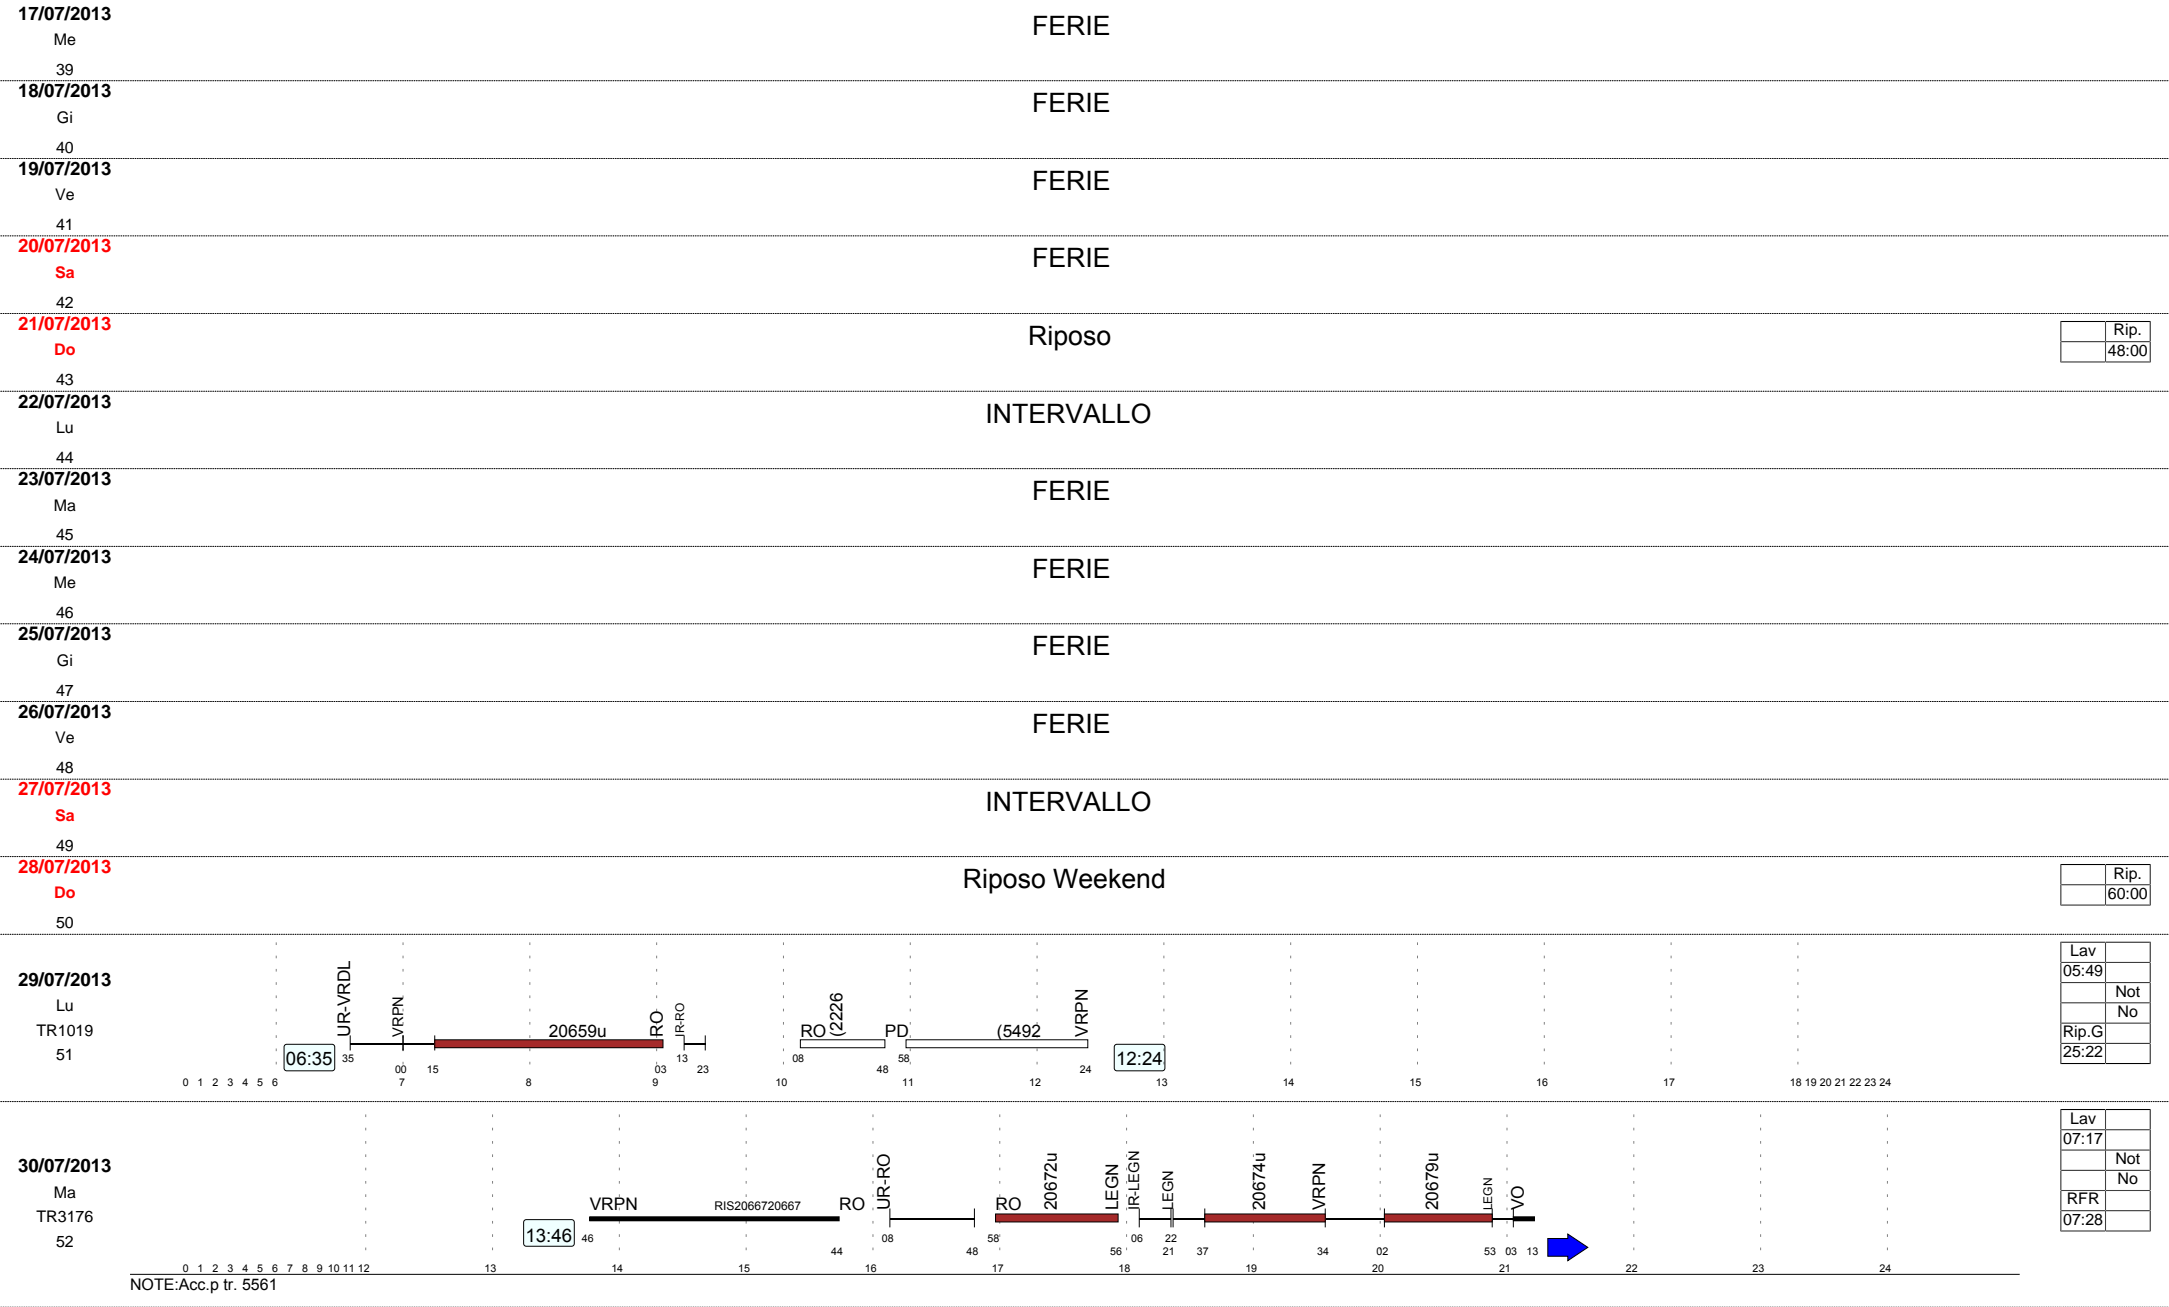 17/07/2013
Me
39
FERIE
18/07/2013
Gi
40
FERIE
19/07/2013
Ve
41
FERIE
20/07/2013
Sa
42
FERIE
21/07/2013
Do
43
Riposo
Rip.
48:00
22/07/2013
Lu
44
INTERVALLO
23/07/2013
Ma
45
FERIE
24/07/2013
Me
46
FERIE
25/07/2013
Gi
47
FERIE
26/07/2013
Ve
48
FERIE
27/07/2013
Sa
49
INTERVALLO
28/07/2013
Do
50
Riposo Weekend
Rip.
60:00
29/07/2013
Lu
TR1019
51
06:35
UR-VRDL
VRPN
20659u
RO
IR-RO
RO
(2226
PD
(5492
VRPN
12:24
35 00 15 03 13 23 08 48 58 24
0 1 2 3 4 5 6 7 8 9 10 11 12 13 14 15 16 17 18 19 20 21 22 23 24
Lav
05:49
Not
No
Rip.G
25:22
30/07/2013
Ma
TR3176
52
13:46
VRPN
RIS2066720667
RO
UR-RO
RO
20672u
LEGN
IR-LEGN
LEGN
20674u
VRPN
20679u
LEGN
VO
46 44 08 48 58 56 06 21 22 37 34 02 53 03 13
0 1 2 3 4 5 6 7 8 9 10 11 12 13 14 15 16 17 18 19 20 21 22 23 24
Lav
07:17
Not
No
RFR
07:28
NOTE:Acc.p tr. 5561